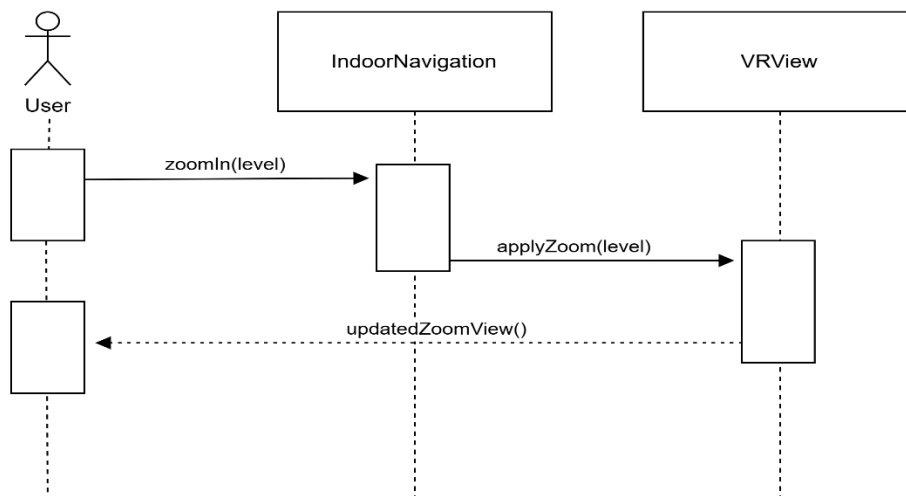 IndoorNavigation
VRView
User
zoomIn(level)
applyZoom(level)
updatedZoomView()